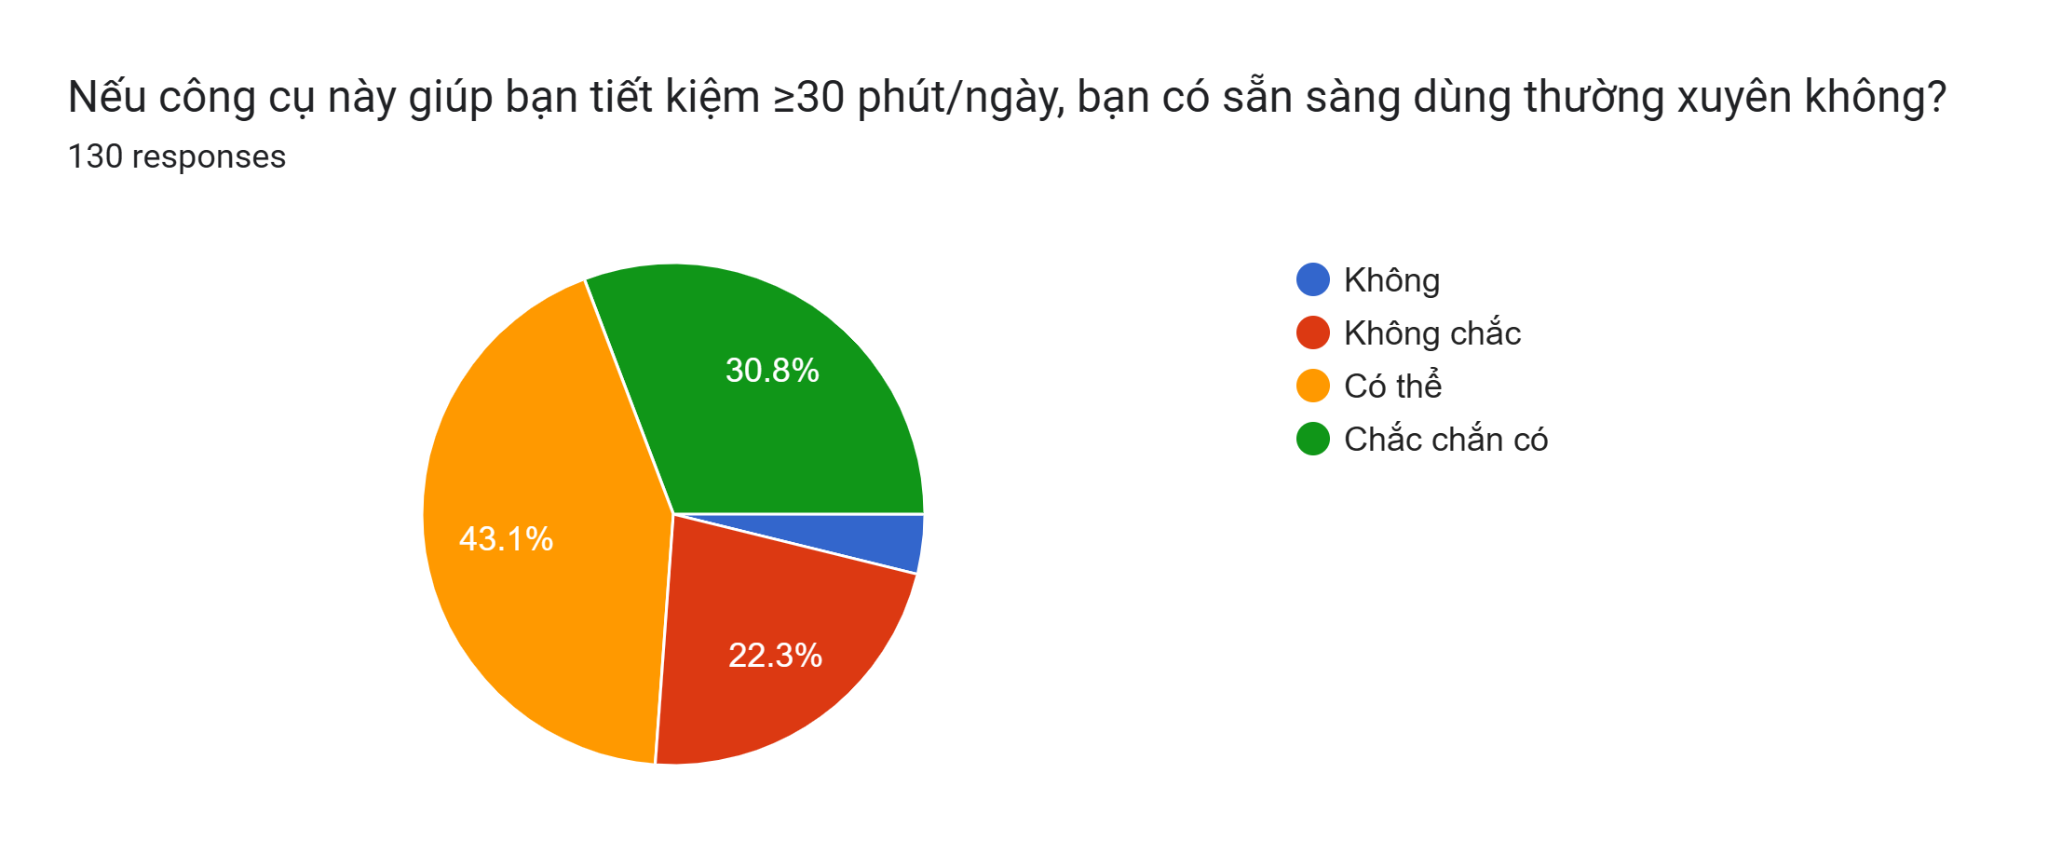 Nếu công cụ này giúp bạn tiết kiệm ≥30 phút/ngày, bạn có sẵn sàng dùng thường xuyên không?
130 responses
30.8%
43.1%
22.3%
Không
Không chắc
Có thể
Chắc chắn có